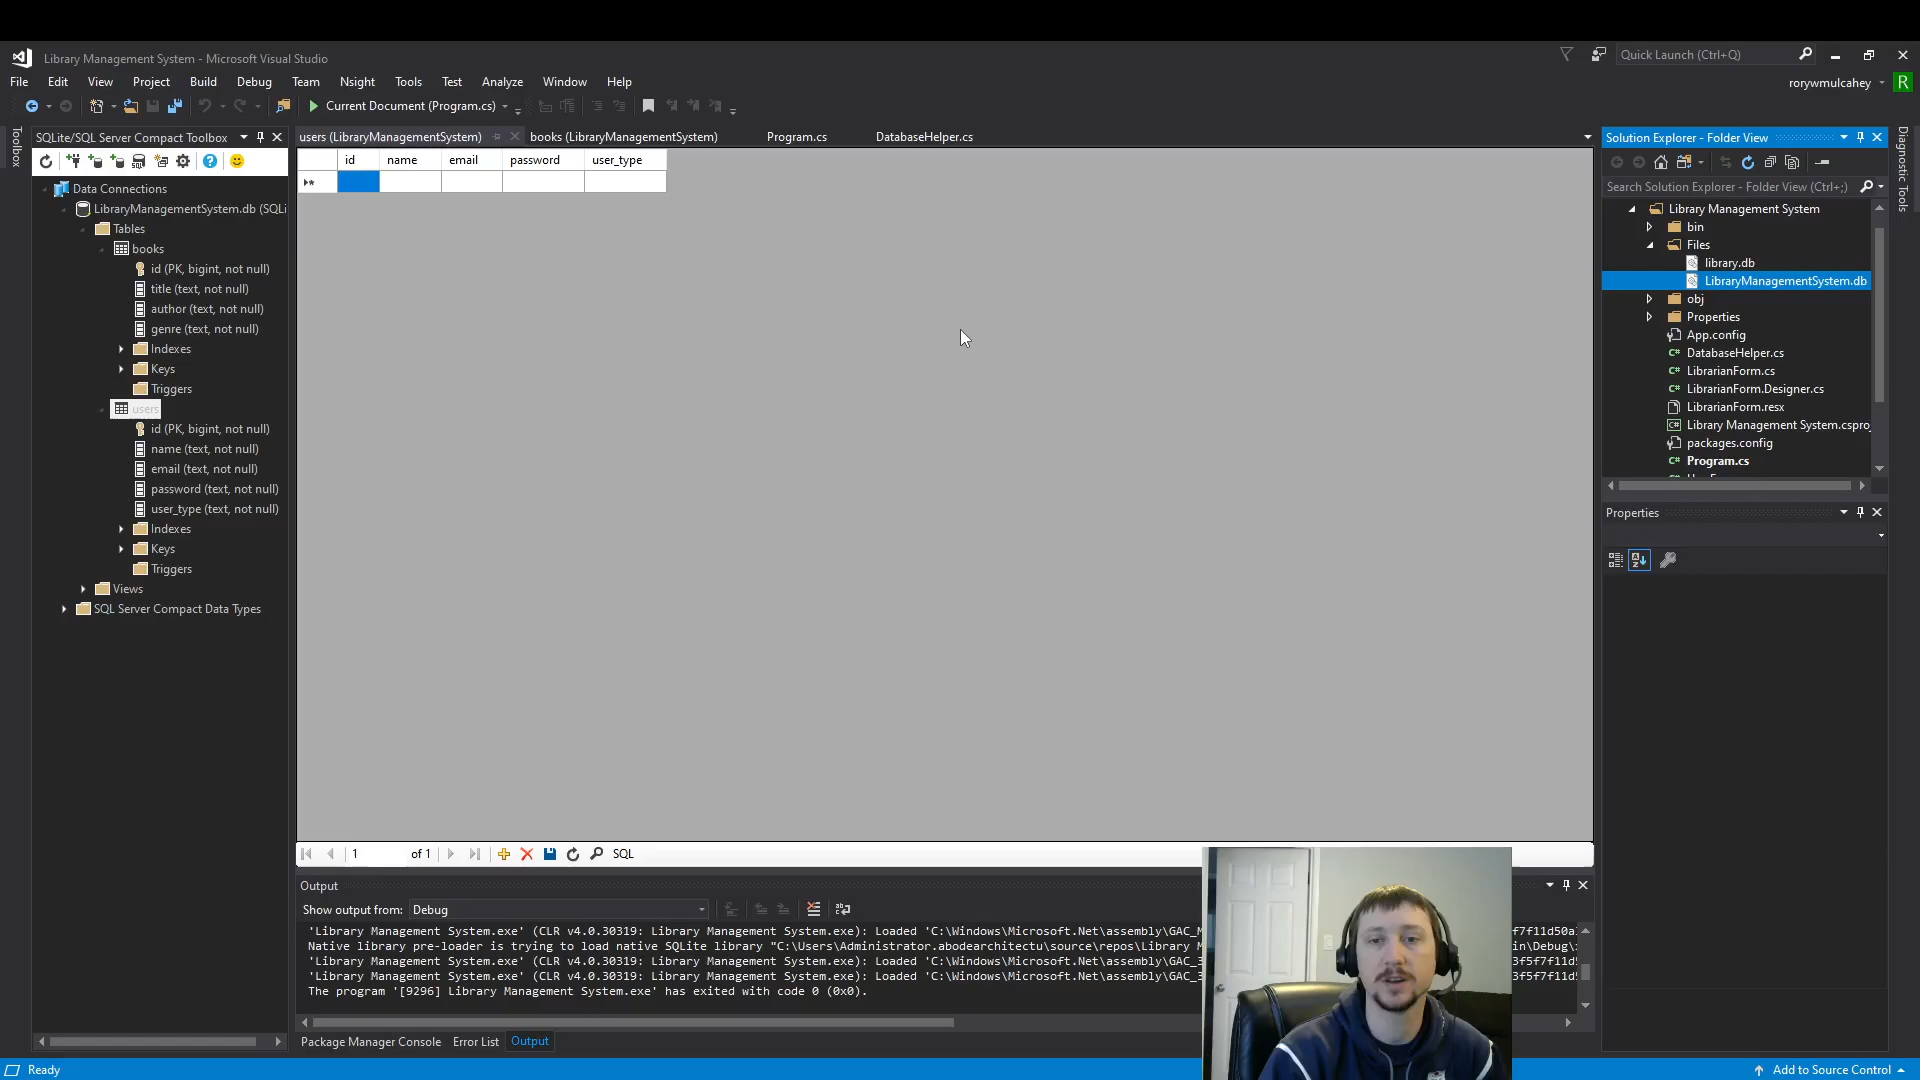 Library Management System - Microsoft Visual Studio
Quick Launch (Ctrl+Q)
File Edit View Project Build Debug Team Nsight Tools Test Analyze Window Help
rorywmulcahey R
Current Document (Program.cs)
Toolbox
SQLite/SQL Server Compact Toolbox
Data Connections
LibraryManagementSystem.db (SQLi
Tables
books
id (PK, bigint, not null)
title (text, not null)
author (text, not null)
genre (text, not null)
Indexes
Keys
Triggers
users
id (PK, bigint, not null)
name (text, not null)
email (text, not null)
password (text, not null)
user_type (text, not null)
Indexes
Keys
Triggers
Views
SQL Server Compact Data Types
users (LibraryManagementSystem) books (LibraryManagementSystem) Program.cs DatabaseHelper.cs
id name email password user_type
1 of 1 SQL
Output
Show output from: Debug
'Library Management System.exe' (CLR v4.0.30319: Library Management System.exe): Loaded 'C:\Windows\Microsoft.Net\assembly\GAC_M f7f11d50a
Native library pre-loader is trying to load native SQLite library "C:\Users\Administrator.abodearchitectu\source\repos\Library M in\Debug\
'Library Management System.exe' (CLR v4.0.30319: Library Management System.exe): Loaded 'C:\Windows\Microsoft.Net\assembly\GAC_3 3f5f7f11d
'Library Management System.exe' (CLR v4.0.30319: Library Management System.exe): Loaded 'C:\Windows\Microsoft.Net\assembly\GAC_3 3f5f7f11d
The program '[9296] Library Management System.exe' has exited with code 0 (0x0).
Package Manager Console Error List Output
Solution Explorer - Folder View
Search Solution Explorer - Folder View (Ctrl+;)
Library Management System
bin
Files
library.db
LibraryManagementSystem.db
obj
Properties
App.config
DatabaseHelper.cs
LibrarianForm.cs
LibrarianForm.Designer.cs
LibrarianForm.resx
Library Management System.csproj
packages.config
Program.cs
Properties
Diagnostic Tools
Ready
Add to Source Control